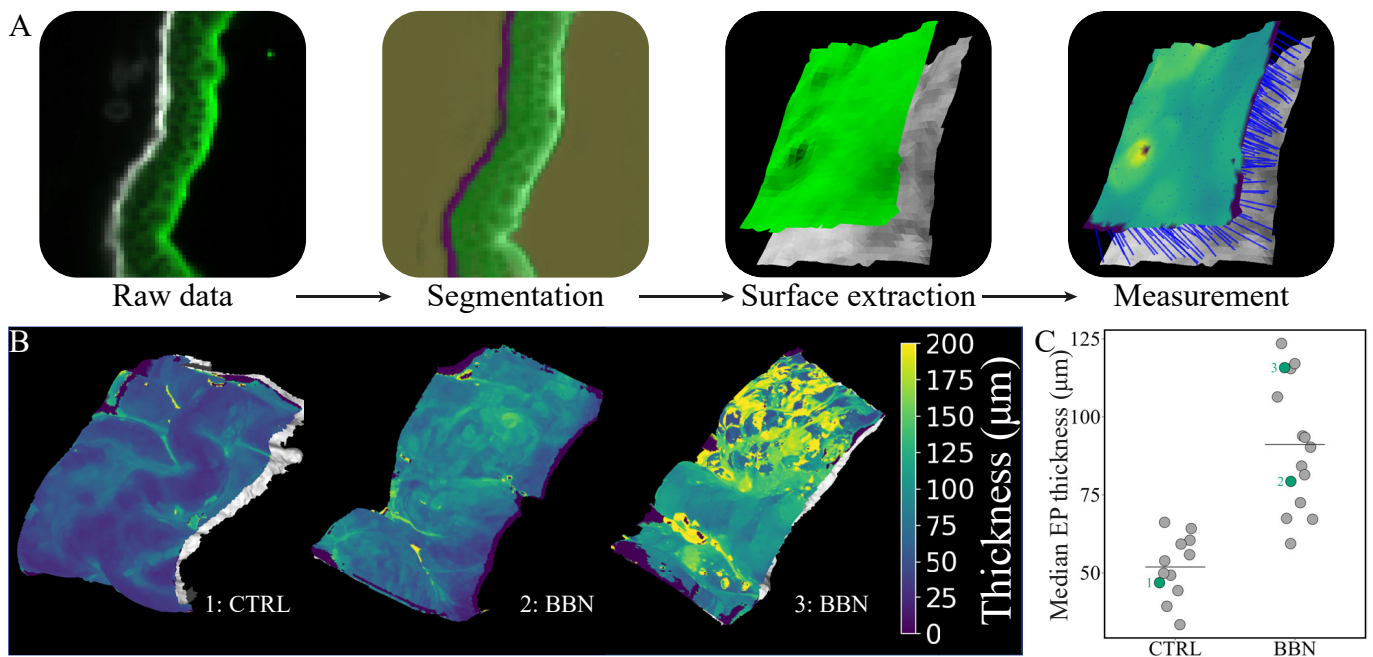 A
Raw data
Segmentation
Surface extraction
Measurement
B
1: CTRL
2: BBN
3: BBN
200
175
150
125
100
75
50
25
0
Thickness (μm)
C
125
100
75
50
Median EP thickness (μm)
3
2
1
CTRL
BBN